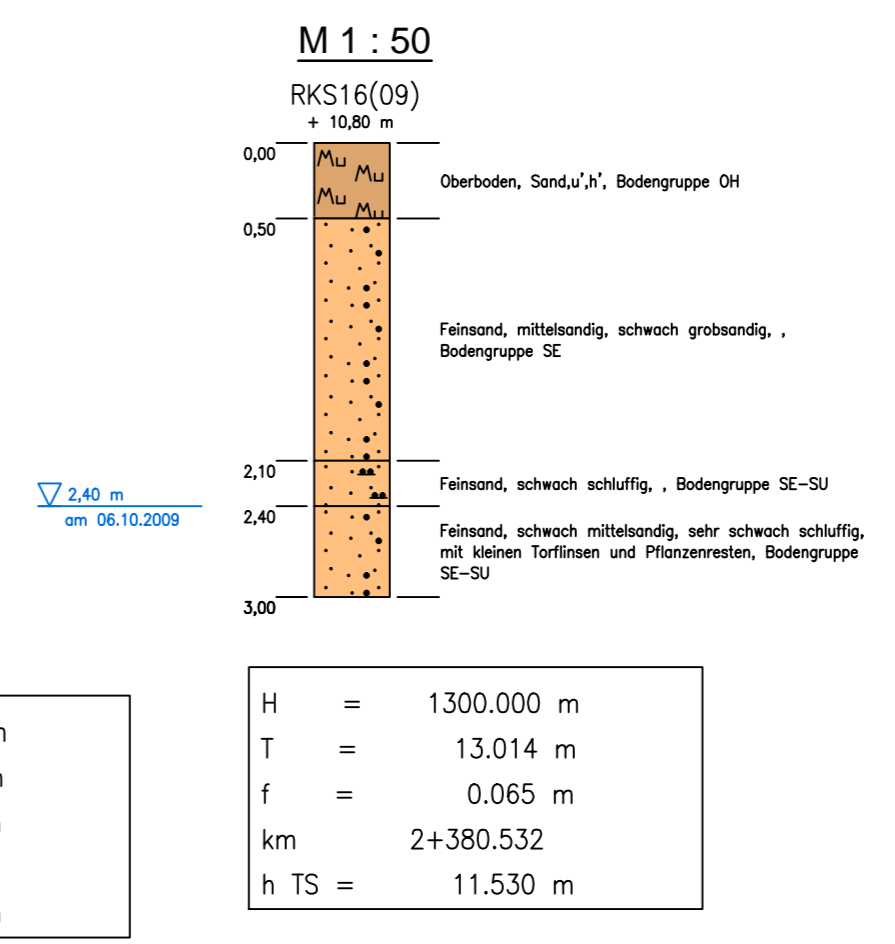 M 1 : 50
RKS16(09)
+ 10,80 m
0,00
Mu
Mu
Mu
Mu
Oberboden, Sand,u',h', Bodengruppe OH
0,50
Feinsand, mittelsandig, schwach grobsandig, ,
Bodengruppe SE
2,10
Feinsand, schwach schluffig, , Bodengruppe SE-SU
2,40 m
am 06.10.2009
2,40
Feinsand, schwach mittelsandig, sehr schwach schluffig,
mit kleinen Torflinsen und Pflanzenresten, Bodengruppe
SE-SU
3,00
H = 1300.000 m
T = 13.014 m
f = 0.065 m
km 2+380.532
h TS = 11.530 m